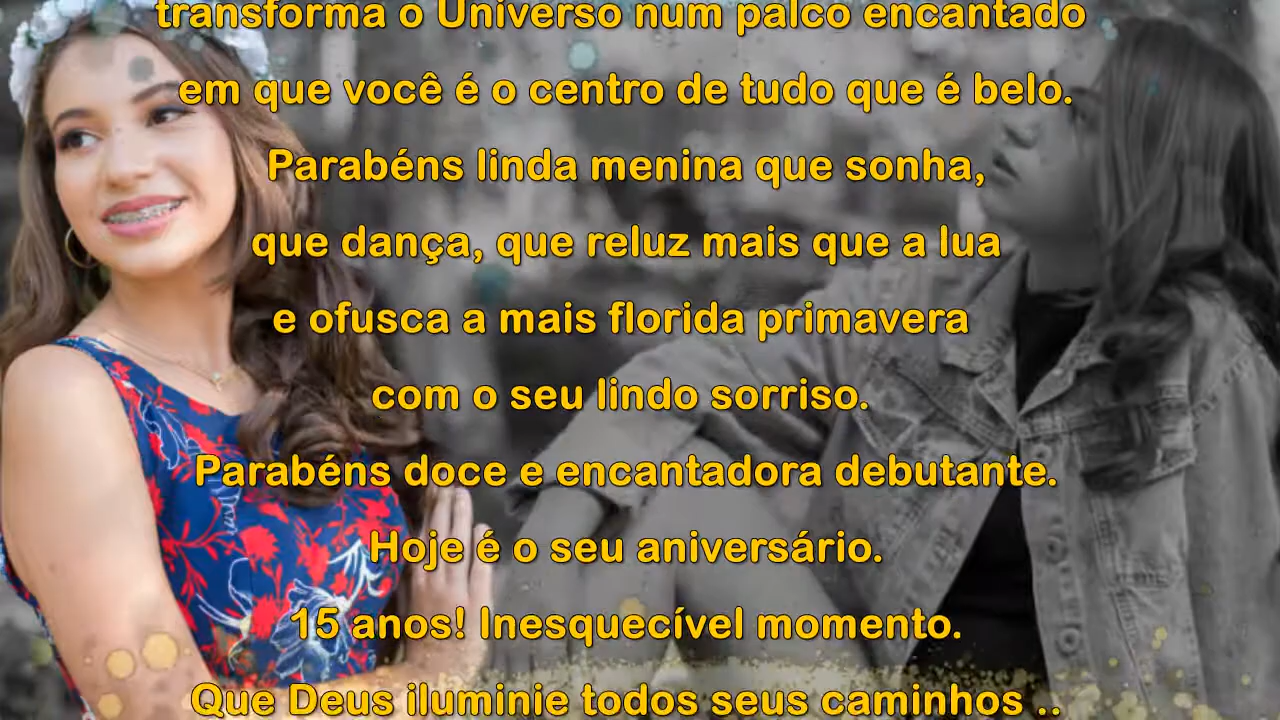 transforma o Universo num palco encantado
em que você é o centro de tudo que é belo.
Parabéns linda menina que sonha,
que dança, que reluz mais que a lua
e ofusca a mais florida primavera
com o seu lindo sorriso.
Parabéns doce e encantadora debutante.
Hoje é o seu aniversário.
15 anos! Inesquecível momento.
Que Deus iluminie todos seus caminhos ..